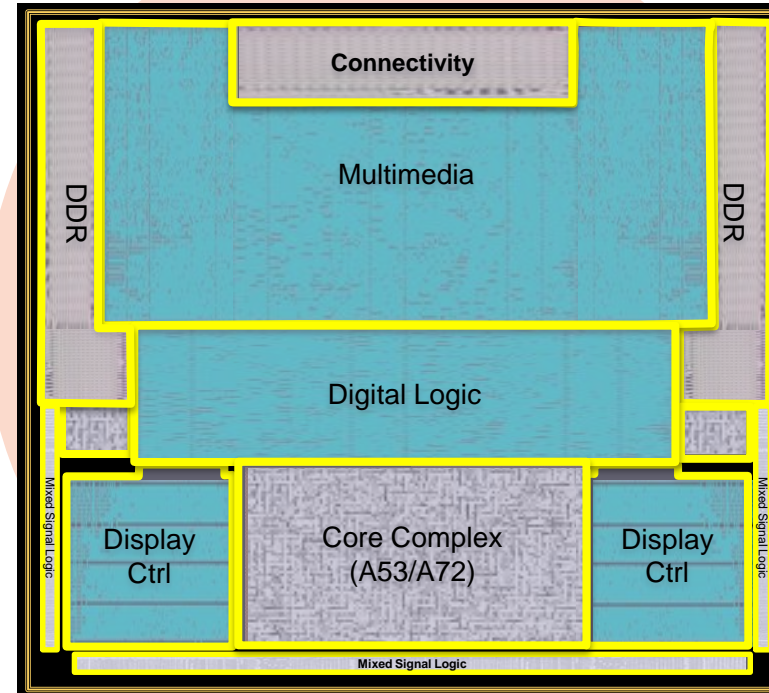 Connectivity
Multimedia
DDR
DDR
Digital Logic
Mixed Signal Logic
Display
Ctrl
Core Complex
(A53/A72)
Display
Ctrl
Mixed Signal Logic
Mixed Signal Logic